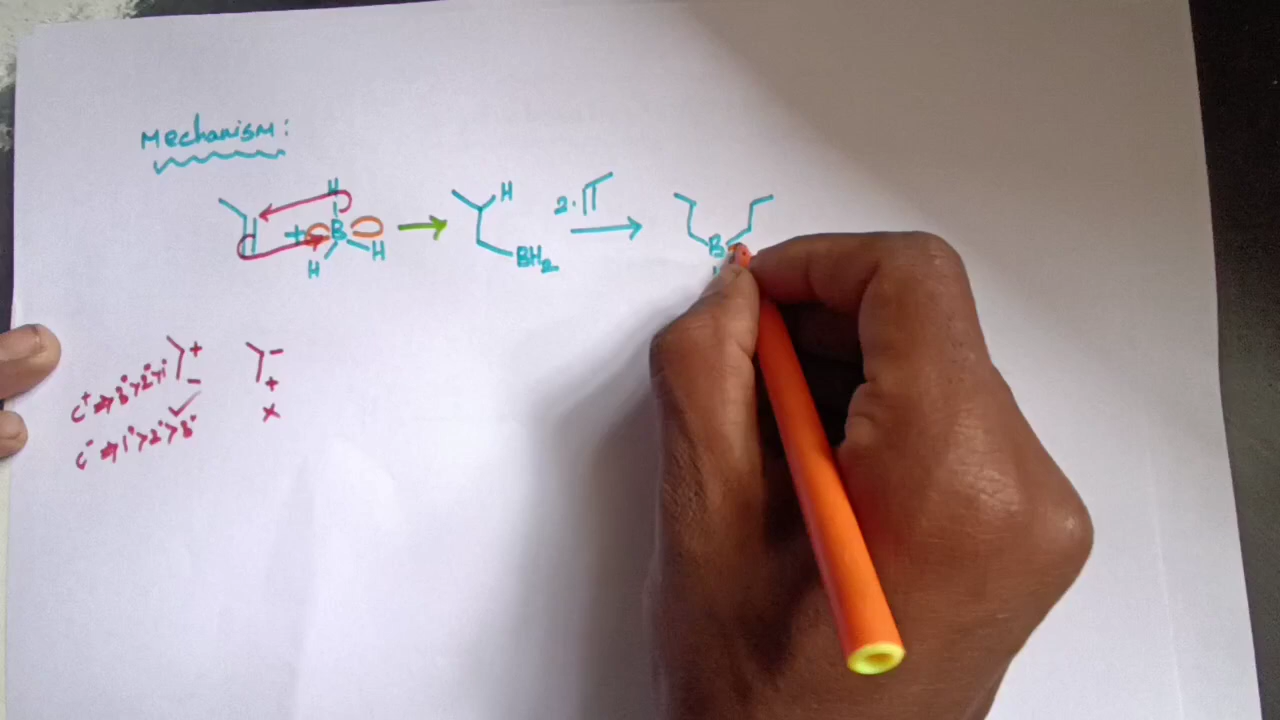 Mechanism:
H
+ B
H H
H
BH2
2.
B
+ -
C+ ⇒ 3°>2°>1°
- +
✓ x
C- ⇒ 1°>2°>3°